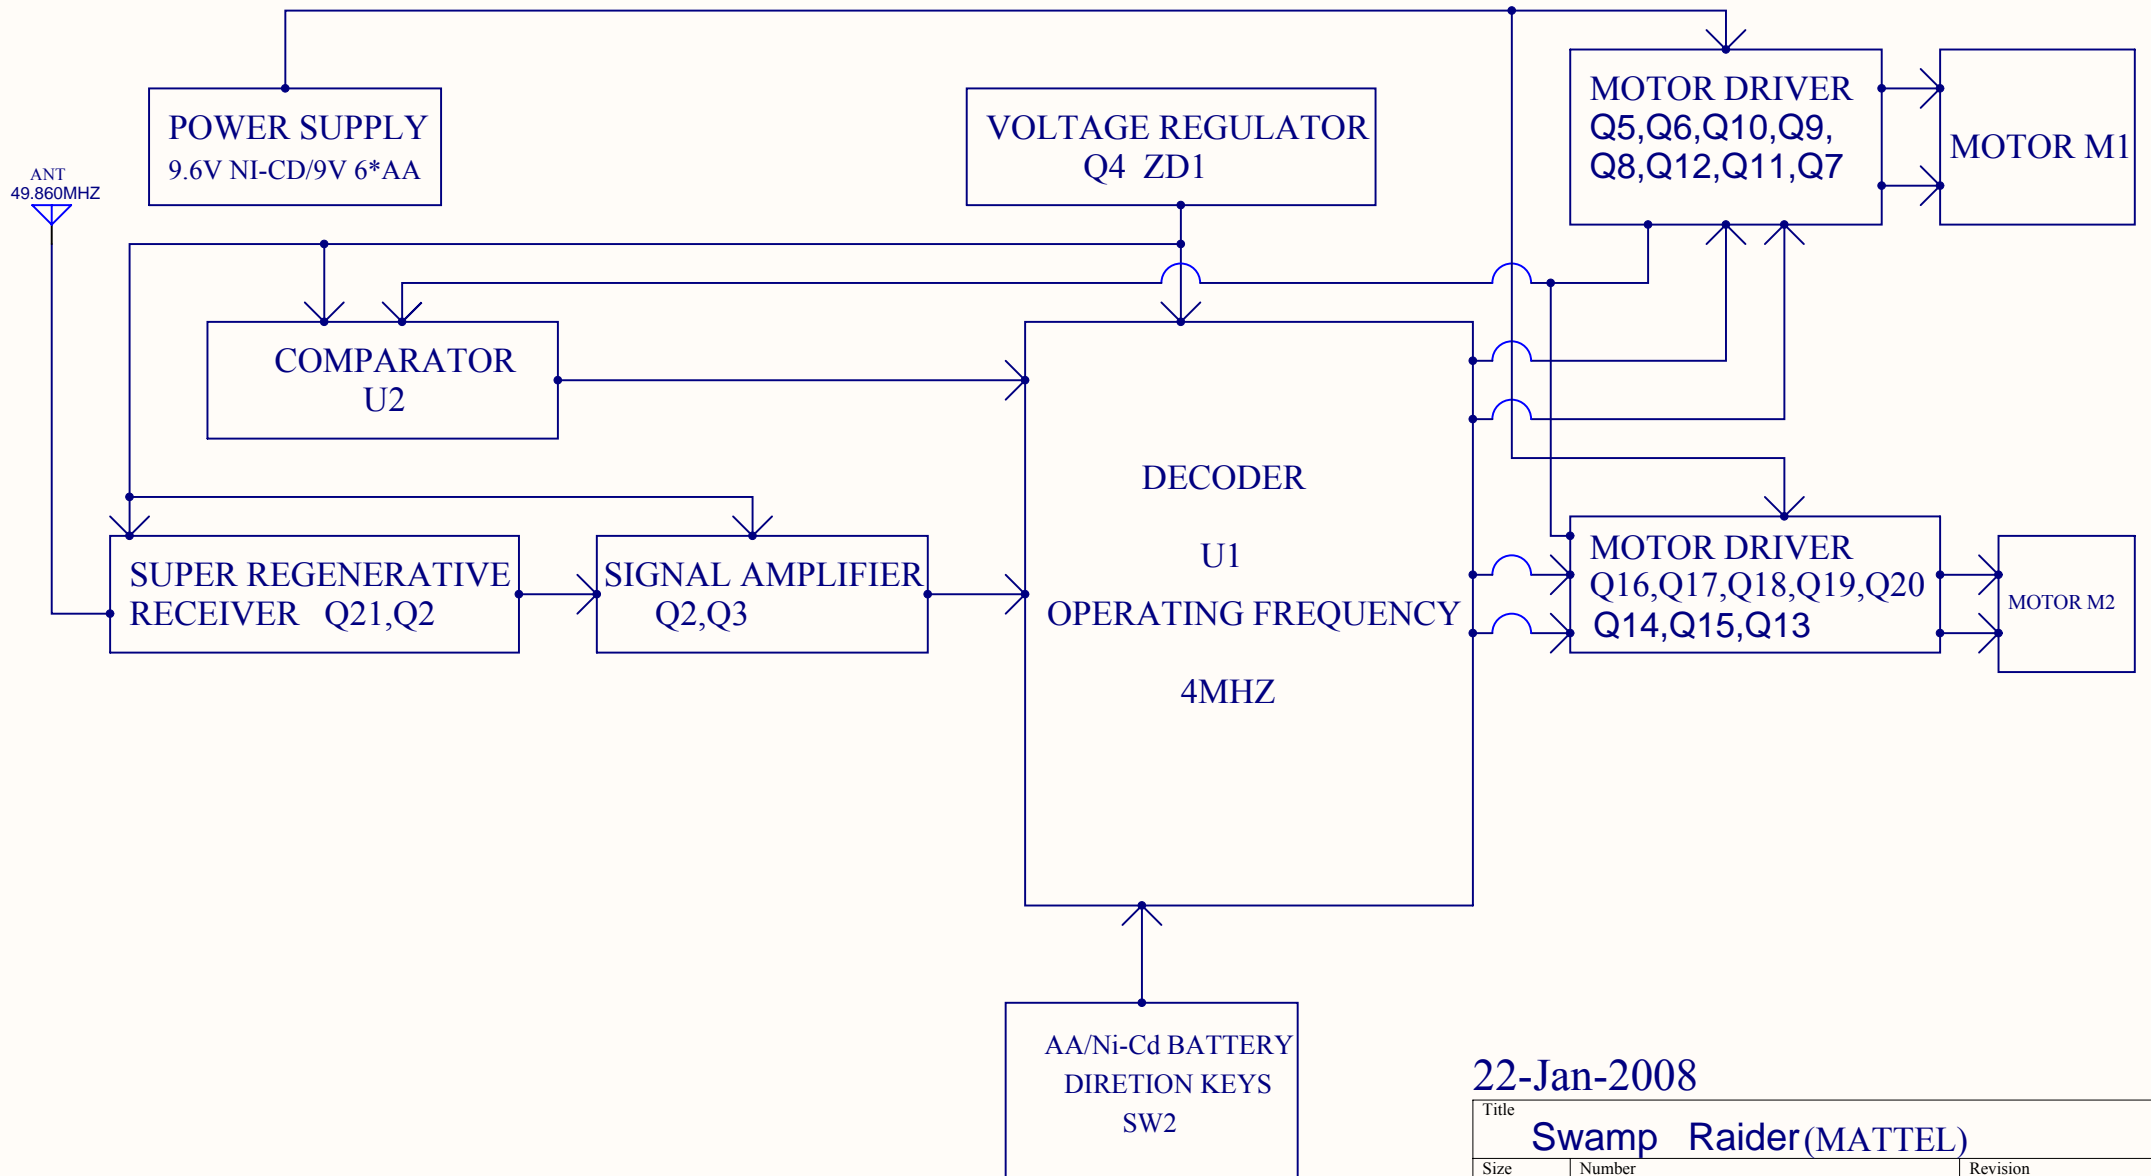 POWER SUPPLY
9.6V NI-CD/9V 6*AA
ANT
49.860MHZ
VOLTAGE REGULATOR
Q4 ZD1
MOTOR DRIVER
Q5,Q6,Q10,Q9,
Q8,Q12,Q11,Q7
MOTOR M1
COMPARATOR
U2
DECODER
U1
OPERATING FREQUENCY
4MHZ
SUPER REGENERATIVE
RECEIVER Q21,Q2
SIGNAL AMPLIFIER
Q2,Q3
MOTOR DRIVER
Q16,Q17,Q18,Q19,Q20
Q14,Q15,Q13
MOTOR M2
AA/Ni-Cd BATTERY
DIRETION KEYS
SW2
22-Jan-2008
Title
Swamp Raider(MATTEL)
Size Number Revision